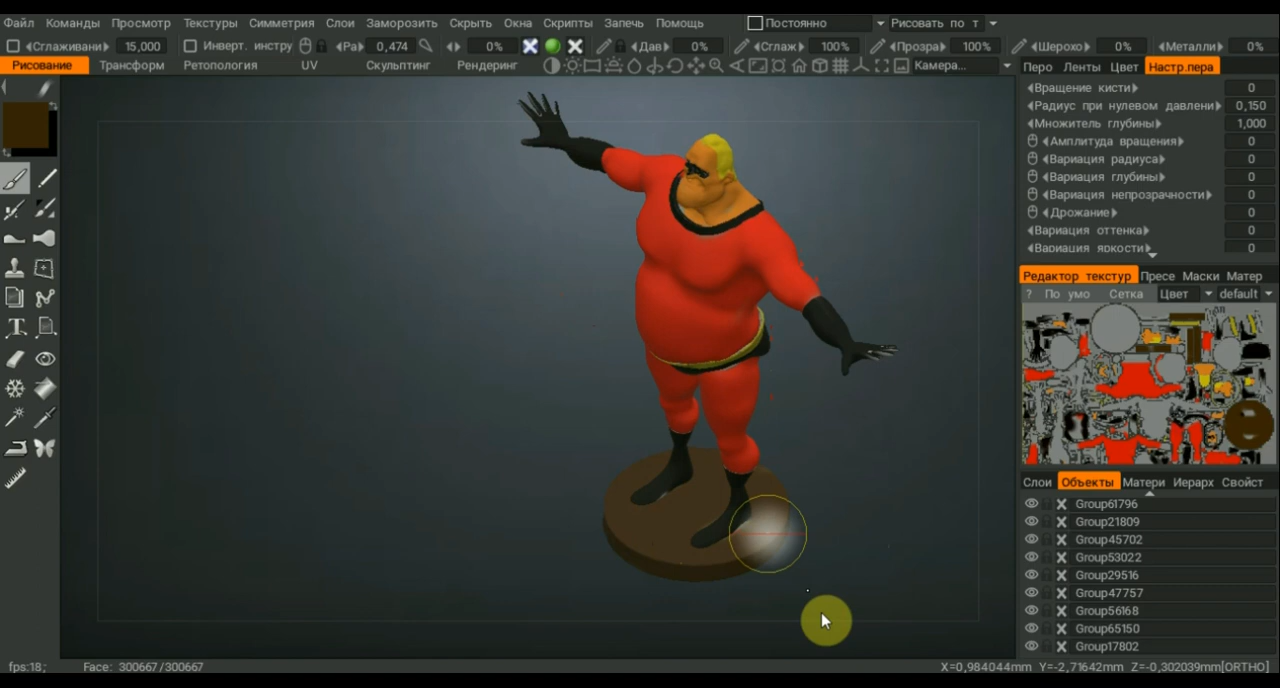 Файл Команды Просмотр Текстуры Симметрия Слои Заморозить Скрыть Окна Скрипты Запечь Помощь Постоянно Рисовать по т
Сглаживани 15,000 Инверт. инстру Ра 0,474 0% Дав 0% Сглаж 100% Прозра 100% Шерохо 0% Металли 0%
Рисование Трансформ Ретопология UV Скульптинг Рендеринг Камера... Перо Ленты Цвет Настр.пера
Вращение кисти 0
Радиус при нулевом давлени 0,150
Множитель глубины 1,000
Амплитуда вращения 0
Вариация радиуса 0
Вариация глубины 0
Вариация непрозрачности 0
Дрожание 0
Вариация оттенка 0
Вариация яркости 0
Редактор текстур Пресе Маски Матер
? По умо Сетка Цвет default
Слои Объекты Матери Иерарх Свойст
Group61796
Group21809
Group45702
Group53022
Group29516
Group47757
Group56168
Group65150
Group17802
fps:18; Face: 300667/300667 X=0,984044mm Y=-2,71642mm Z=-0,302039mm[ORTHO]